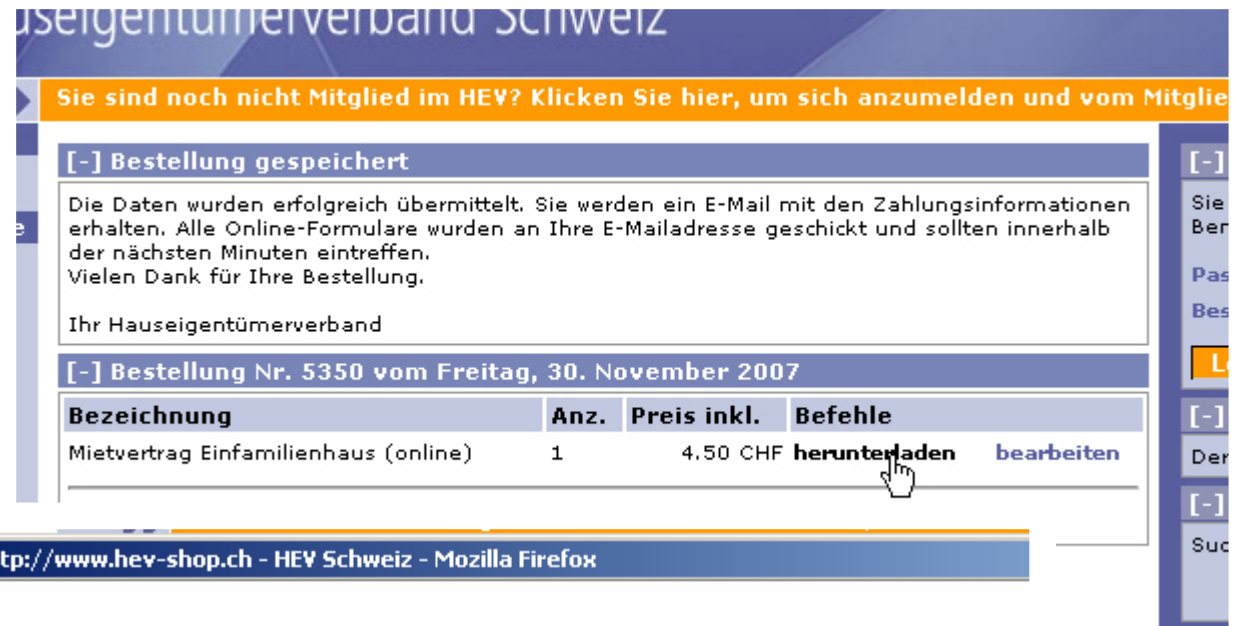 useigentümerverband Schweiz
Sie sind noch nicht Mitglied im HEV? Klicken Sie hier, um sich anzumelden und vom Mitglie
[-] Bestellung gespeichert
Die Daten wurden erfolgreich übermittelt. Sie werden ein E-Mail mit den Zahlungsinformationen
erhalten. Alle Online-Formulare wurden an Ihre E-Mailadresse geschickt und sollten innerhalb
der nächsten Minuten eintreffen.
Vielen Dank für Ihre Bestellung.
Ihr Hauseigentümerverband
[-] Bestellung Nr. 5350 vom Freitag, 30. November 2007
Bezeichnung Anz. Preis inkl. Befehle
Mietvertrag Einfamilienhaus (online) 1 4.50 CHF herunterladen bearbeiten
[-]
Sie
Ben
Pas
Bes
[-]
Der
[-]
Suc
tp://www.hev-shop.ch - HEV Schweiz - Mozilla Firefox